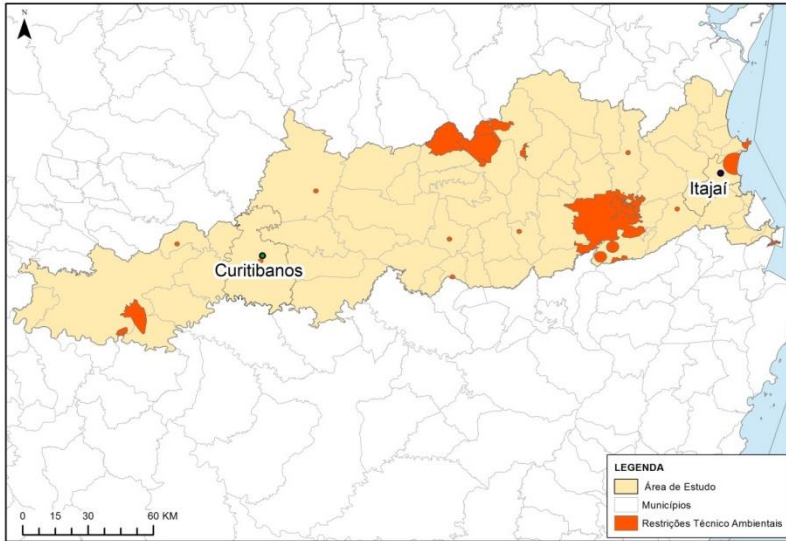 N
Itajaí
Curitibanos
LEGENDA
Área de Estudo
Municípios
Restrições Técnico Ambientais
0 15 30 60 KM